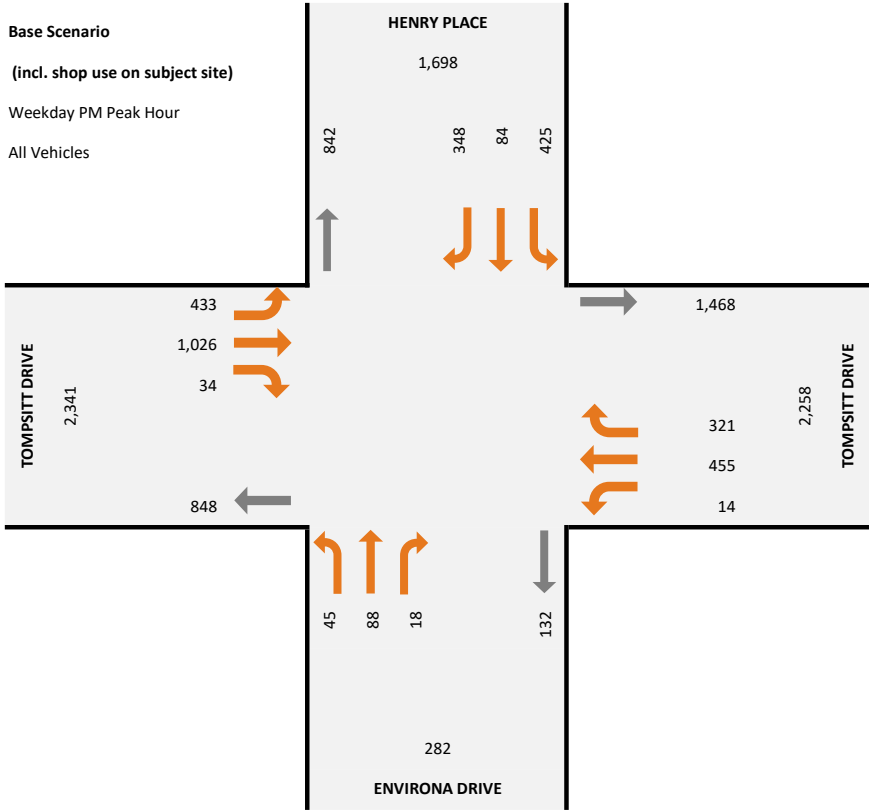 Base Scenario
(incl. shop use on subject site)
Weekday PM Peak Hour
All Vehicles
HENRY PLACE
1,698
842
348
84
425
433
1,026
34
1,468
TOMPSITT DRIVE
2,341
321
455
14
2,258
TOMPSITT DRIVE
848
45
88
18
132
282
ENVIRONA DRIVE